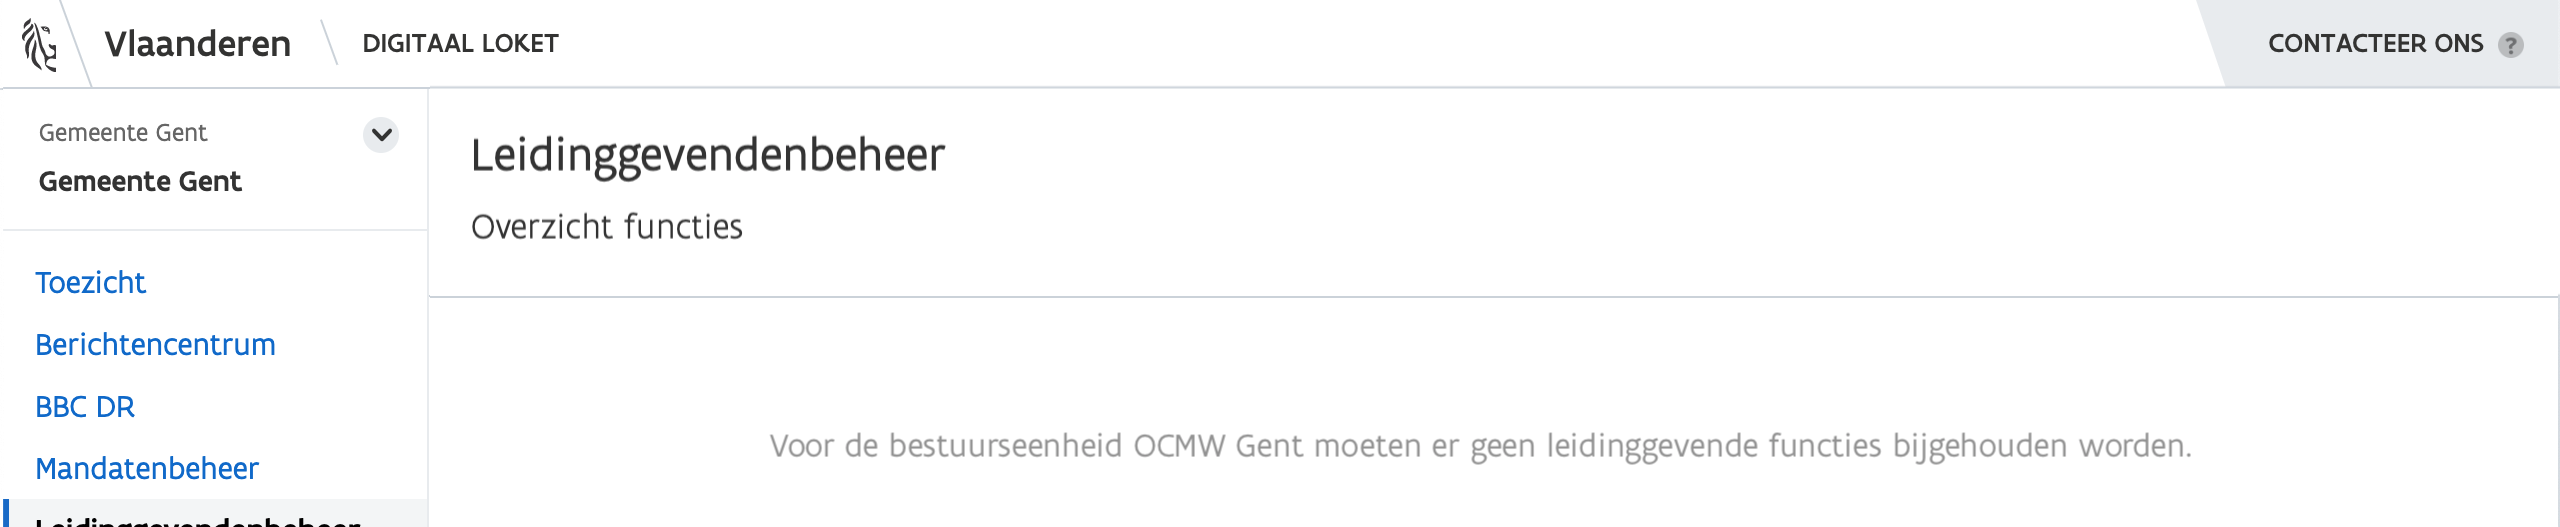 Vlaanderen
DIGITAAL LOKET
CONTACTEER ONS ?
Gemeente Gent
Gemeente Gent
Toezicht
Berichtencentrum
BBC DR
Mandatenbeheer
Leidinggevendenbeheer
Leidinggevendenbeheer
Overzicht functies
Voor de bestuurseenheid OCMW Gent moeten er geen leidinggevende functies bijgehouden worden.